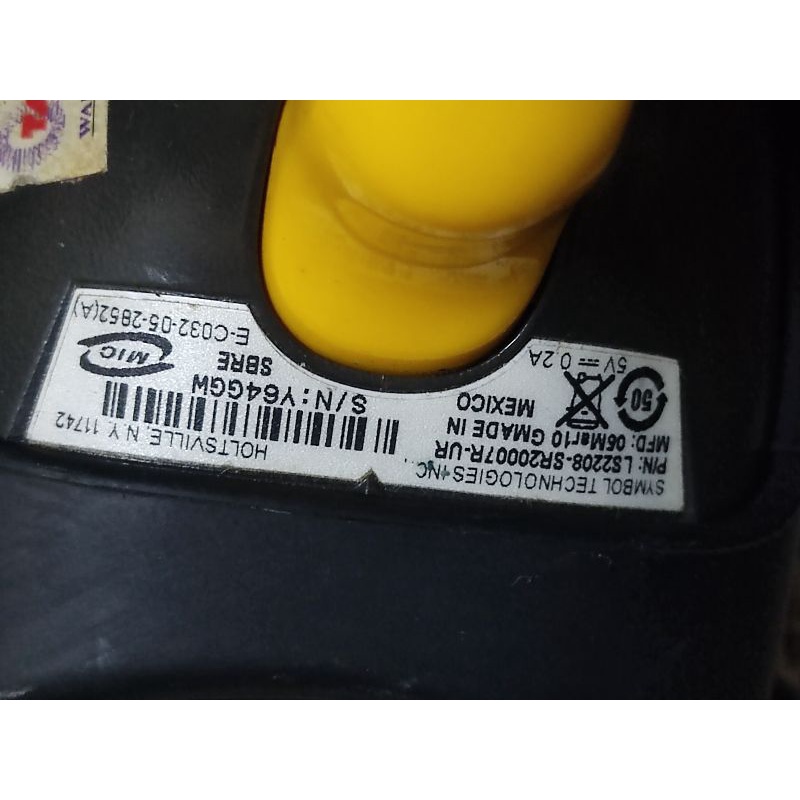 SYMBOL TECHNOLOGIES INC
HOLTSVILLE, N.Y. 11742
P/N: LS2208-SR20007R-UR
MFD: 06Mar10 G MADE IN
MEXICO
S/N:Y64GGW
SBRE
50
MIC
5V 0.2A
E-C032-05-2852(A)